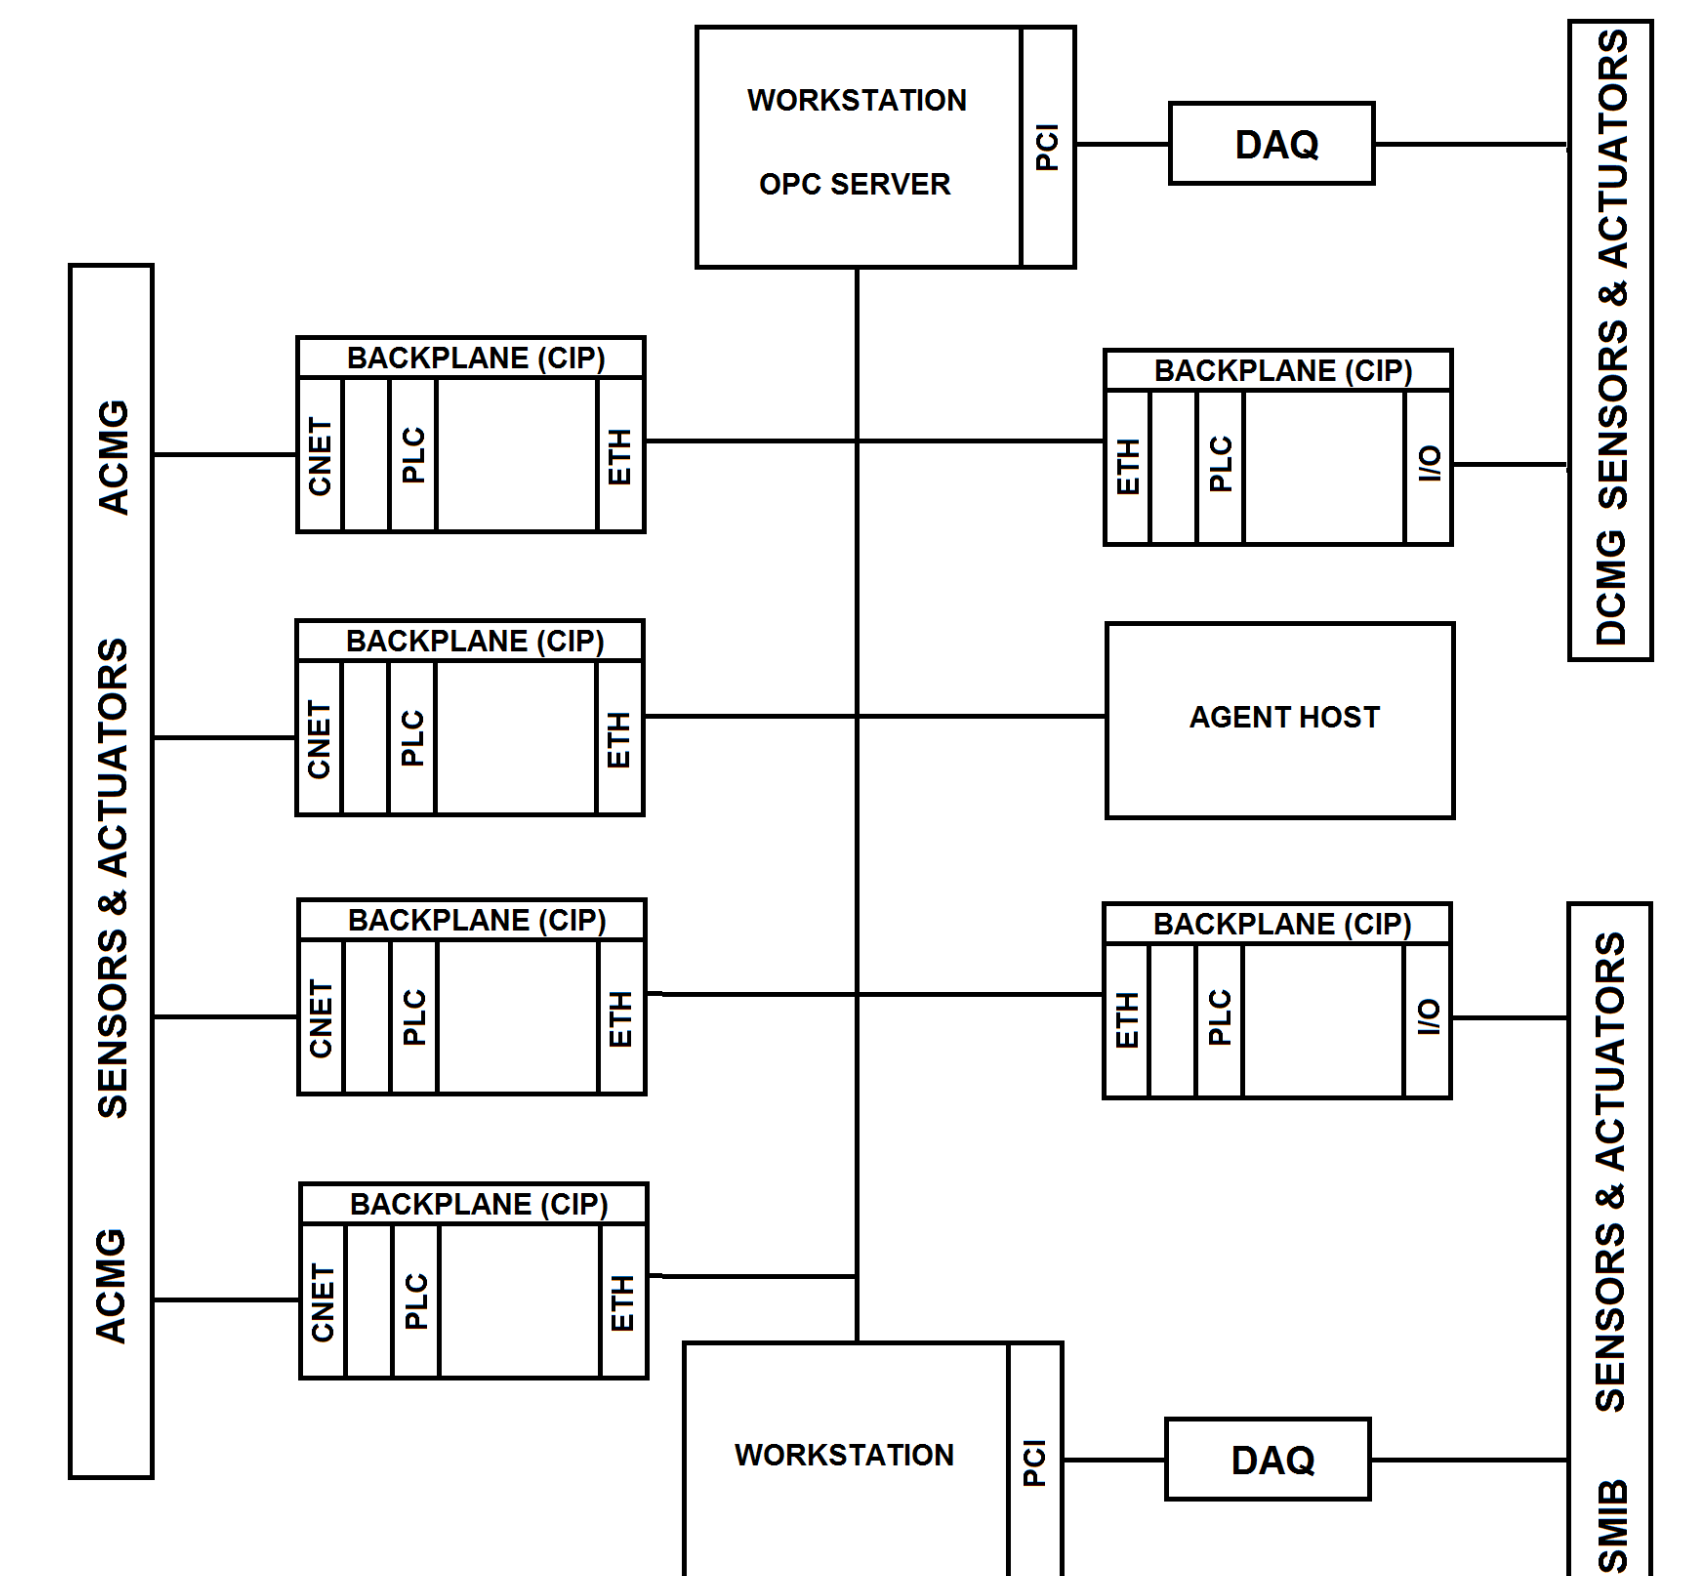 WORKSTATION
OPC SERVER
PCI
DAQ
DCMG SENSORS & ACTUATORS
ACMG SENSORS & ACTUATORS ACMG
BACKPLANE (CIP)
CNET
PLC
ETH
BACKPLANE (CIP)
ETH
PLC
I/O
BACKPLANE (CIP)
CNET
PLC
ETH
AGENT HOST
BACKPLANE (CIP)
CNET
PLC
ETH
BACKPLANE (CIP)
ETH
PLC
I/O
SMIB SENSORS & ACTUATORS
BACKPLANE (CIP)
CNET
PLC
ETH
WORKSTATION
PCI
DAQ